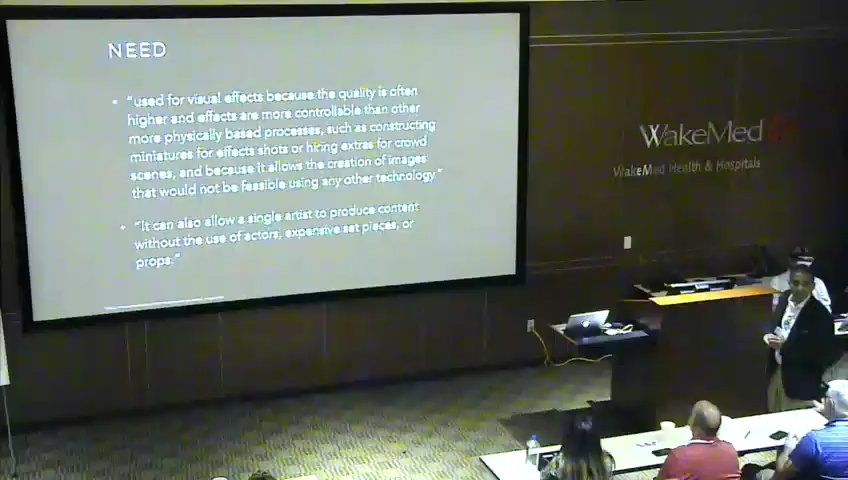 NEED
• "used for visual effects because the quality is often
higher and effects are more controllable than other
more physically based processes, such as constructing
miniatures for effects shots or hiring extras for crowd
scenes, and because it allows the creation of images
that would not be feasible using any other technology"
• "It can also allow a single artist to produce content
without the use of actors, expensive set pieces, or
props."
WakeMed
WakeMed Health & Hospitals